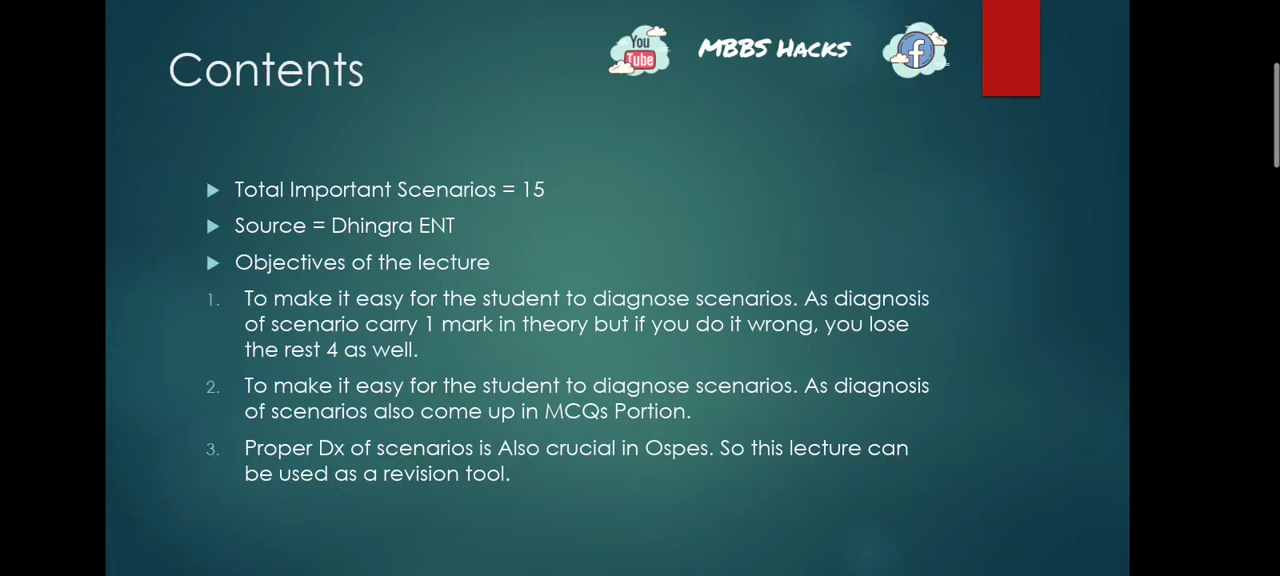 You
Tube
MBBS HACKS
f
Contents
Total Important Scenarios = 15
Source = Dhingra ENT
Objectives of the lecture
1. To make it easy for the student to diagnose scenarios. As diagnosis
of scenario carry 1 mark in theory but if you do it wrong, you lose
the rest 4 as well.
2. To make it easy for the student to diagnose scenarios. As diagnosis
of scenarios also come up in MCQs Portion.
3. Proper Dx of scenarios is Also crucial in Ospes. So this lecture can
be used as a revision tool.